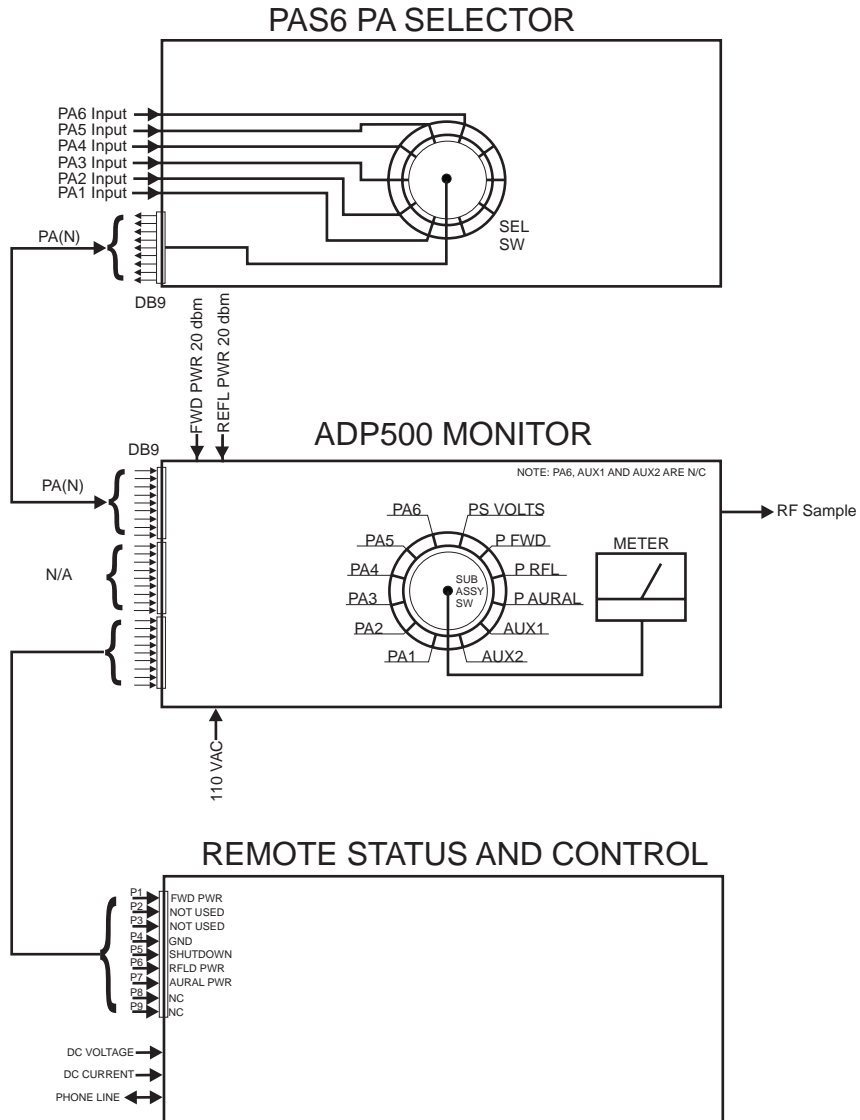 PAS6 PA SELECTOR
PA6 Input
PA5 Input
PA4 Input
PA3 Input
PA2 Input
PA1 Input
SEL
SW
PA(N)
DB9
FWD PWR 20 dbm
REFL PWR 20 dbm
ADP500 MONITOR
DB9
NOTE: PA6, AUX1 AND AUX2 ARE N/C
PA(N)
RF Sample
PA6
PS VOLTS
PA5
P FWD
METER
N/A
PA4
P RFL
SUB
ASSY
SW
PA3
P AURAL
PA2
AUX1
PA1
AUX2
110 VAC
REMOTE STATUS AND CONTROL
P1 FWD PWR
P2 NOT USED
P3 NOT USED
P4 GND
P5 SHUTDOWN
P6 RFLD PWR
P7 AURAL PWR
P8 NC
P9 NC
DC VOLTAGE
DC CURRENT
PHONE LINE